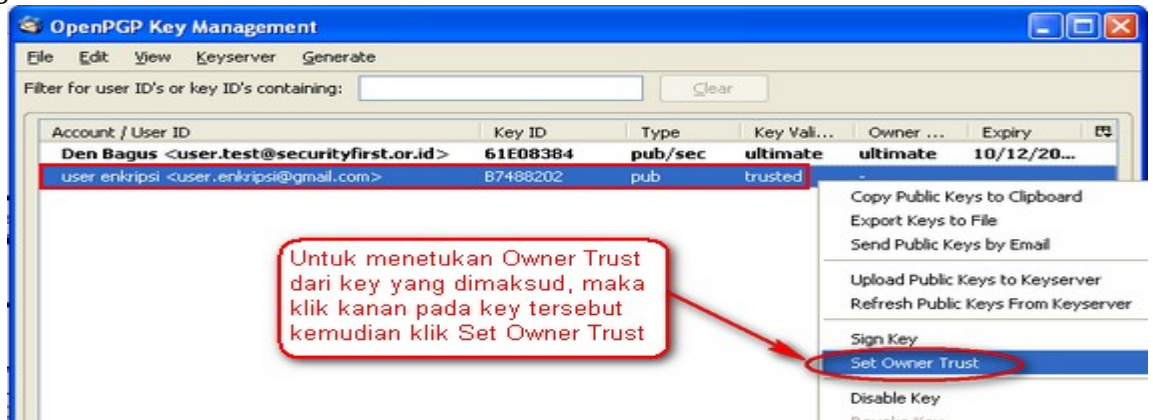 OpenPGP Key Management
File Edit View Keyserver Generate
Filter for user ID's or key ID's containing: Clear
Account / User ID Key ID Type Key Vali... Owner ... Expiry
Den Bagus <user.test@securityfirst.or.id> 61E08384 pub/sec ultimate ultimate 10/12/20...
user enkripsi <user.enkripsi@gmail.com> B7488202 pub trusted -
Copy Public Keys to Clipboard
Export Keys to File
Send Public Keys by Email
Upload Public Keys to Keyserver
Refresh Public Keys From Keyserver
Sign Key
Set Owner Trust
Disable Key
Untuk menetukan Owner Trust
dari key yang dimaksud, maka
klik kanan pada key tersebut
kemudian klik Set Owner Trust